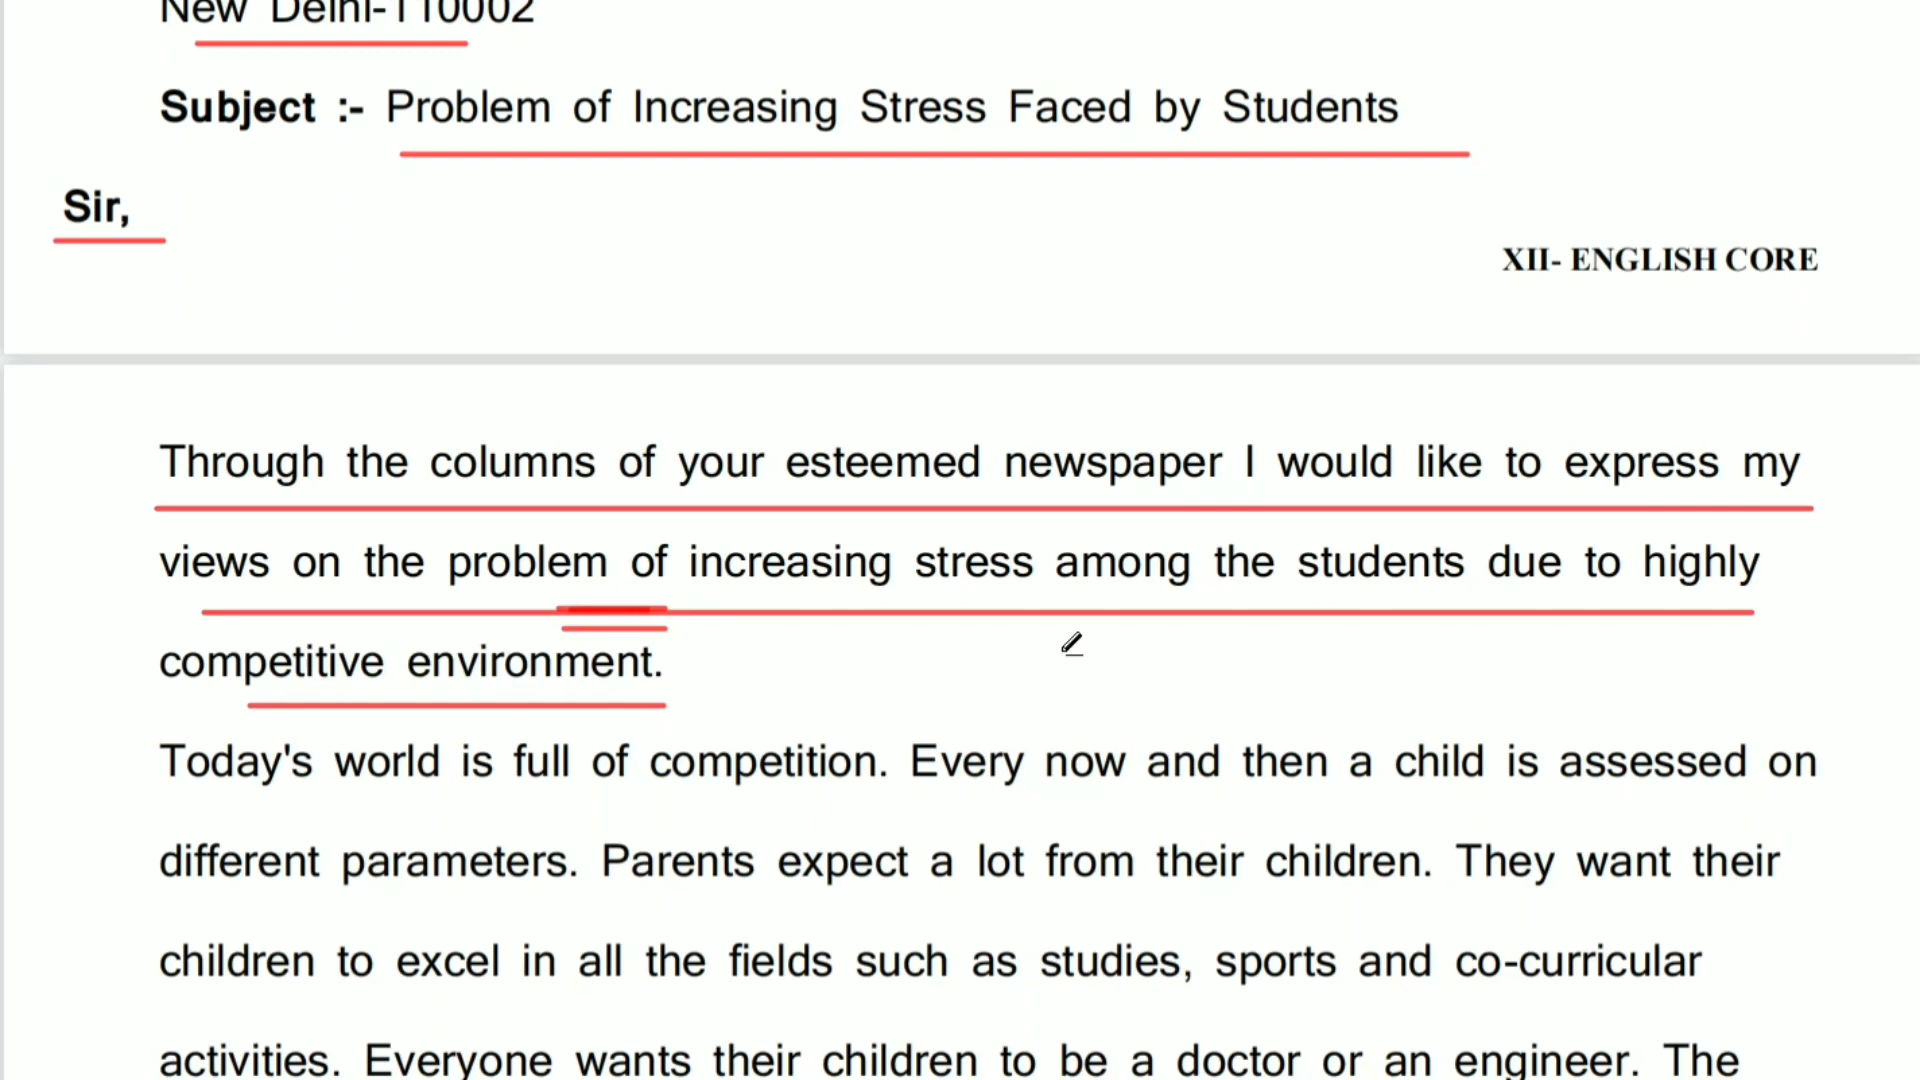 New Delhi-110002
Subject :- Problem of Increasing Stress Faced by Students
Sir,
XII- ENGLISH CORE
Through the columns of your esteemed newspaper I would like to express my
views on the problem of increasing stress among the students due to highly
competitive environment.
Today's world is full of competition. Every now and then a child is assessed on
different parameters. Parents expect a lot from their children. They want their
children to excel in all the fields such as studies, sports and co-curricular
activities. Everyone wants their children to be a doctor or an engineer. The